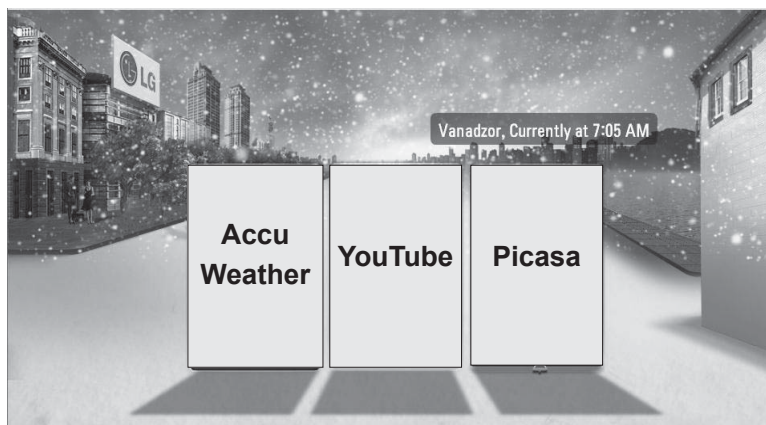 LG
Vanadzor, Currently at 7:05 AM
Accu
Weather
YouTube
Picasa